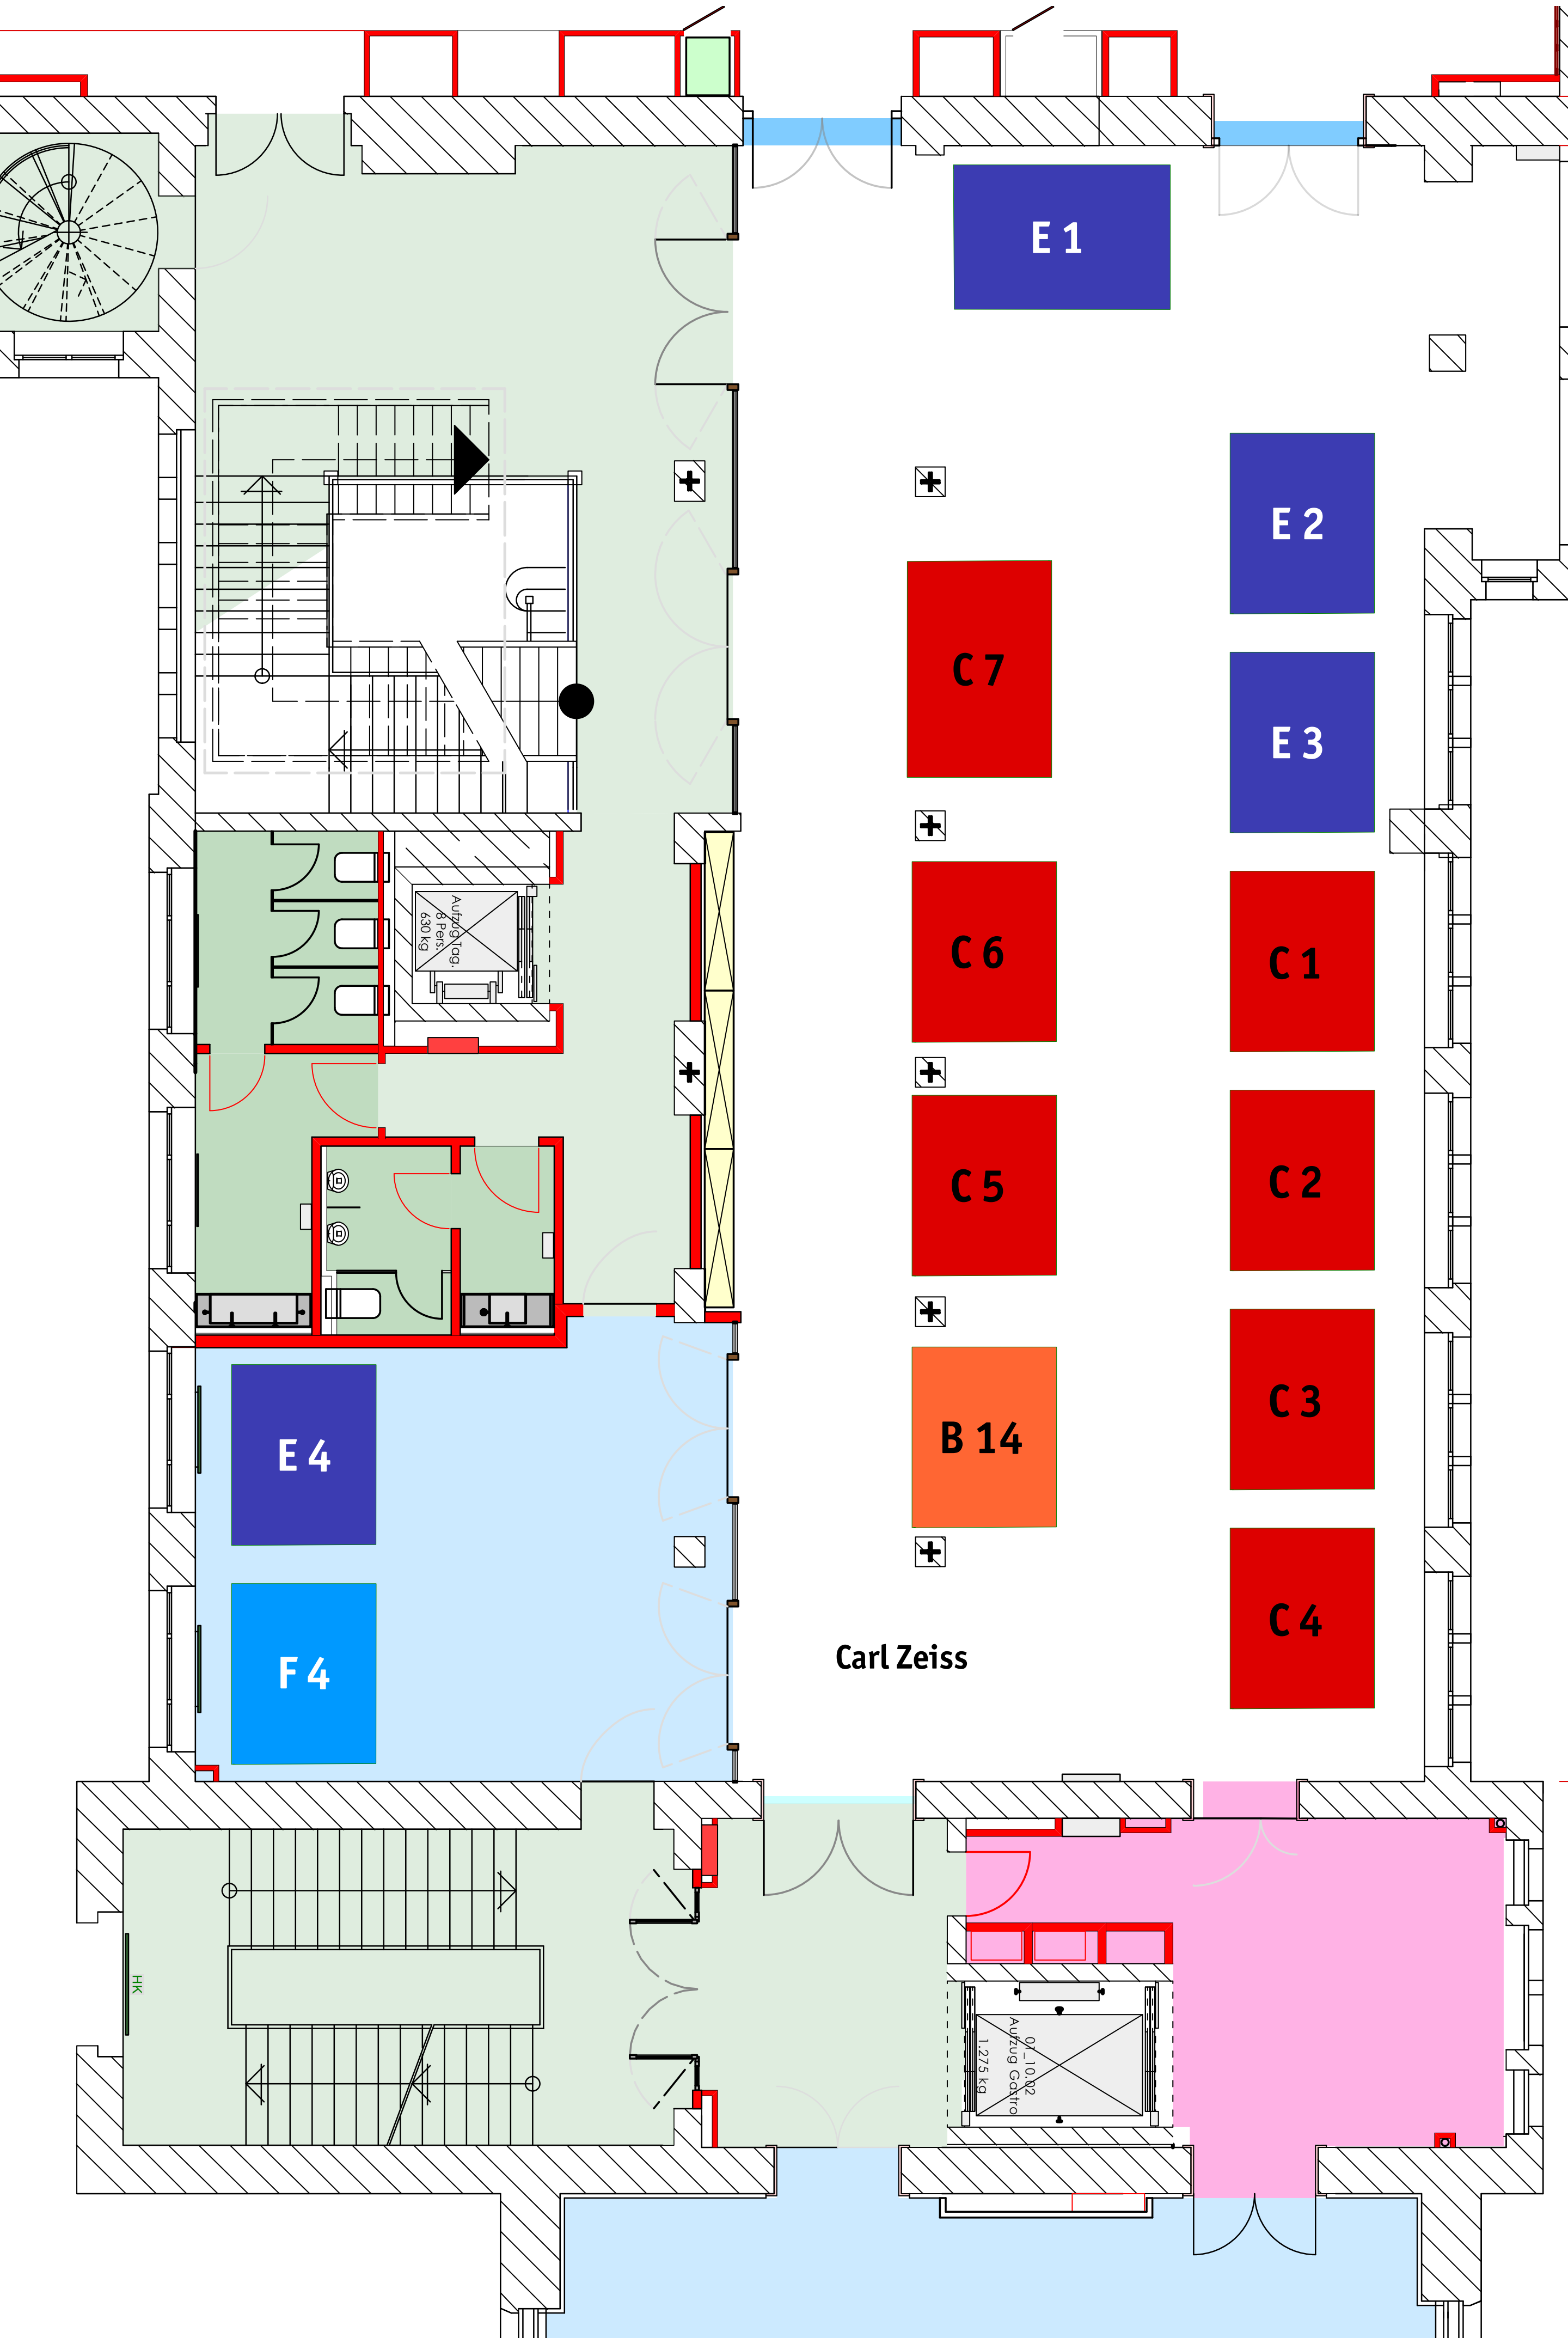 E 1
E 2
C 7
E 3
Aufzug Tag.
8 Pers.
630 kg
C 6
C 1
C 5
C 2
B 14
C 3
E 4
C 4
Carl Zeiss
F 4
HK
01_10.02
Aufzug Gastro
1.275 kg